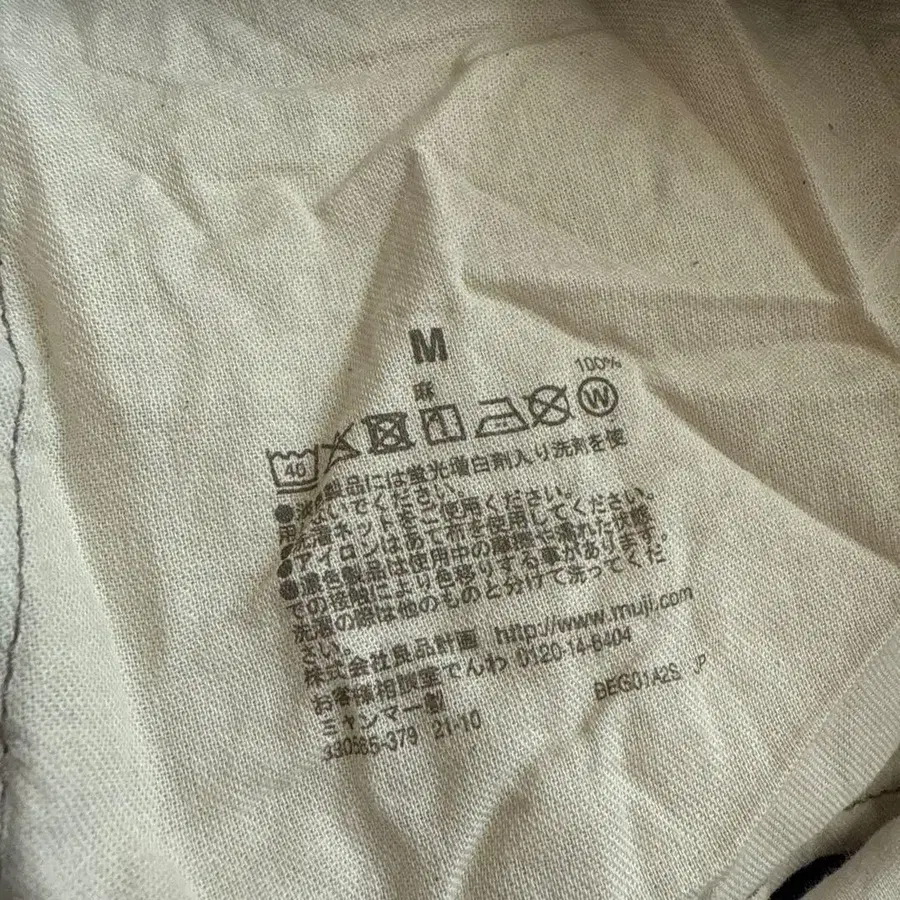 M
麻 100%
40 W
●淡色製品には蛍光増白剤入り洗剤を使
用しないでください。
●洗濯ネットをご使用ください。
●アイロンはあて布を使用してください。
●濃色製品は使用中の摩擦や濡れた状態
での接触により色移りする事があります。
洗濯の際は他のものと分けて洗ってくだ
さい。
株式会社良品計画 http://www.muji.com
お客様相談室でんわ 0120-14-6404
ミャンマー製 BEG01A2S JP
21-10